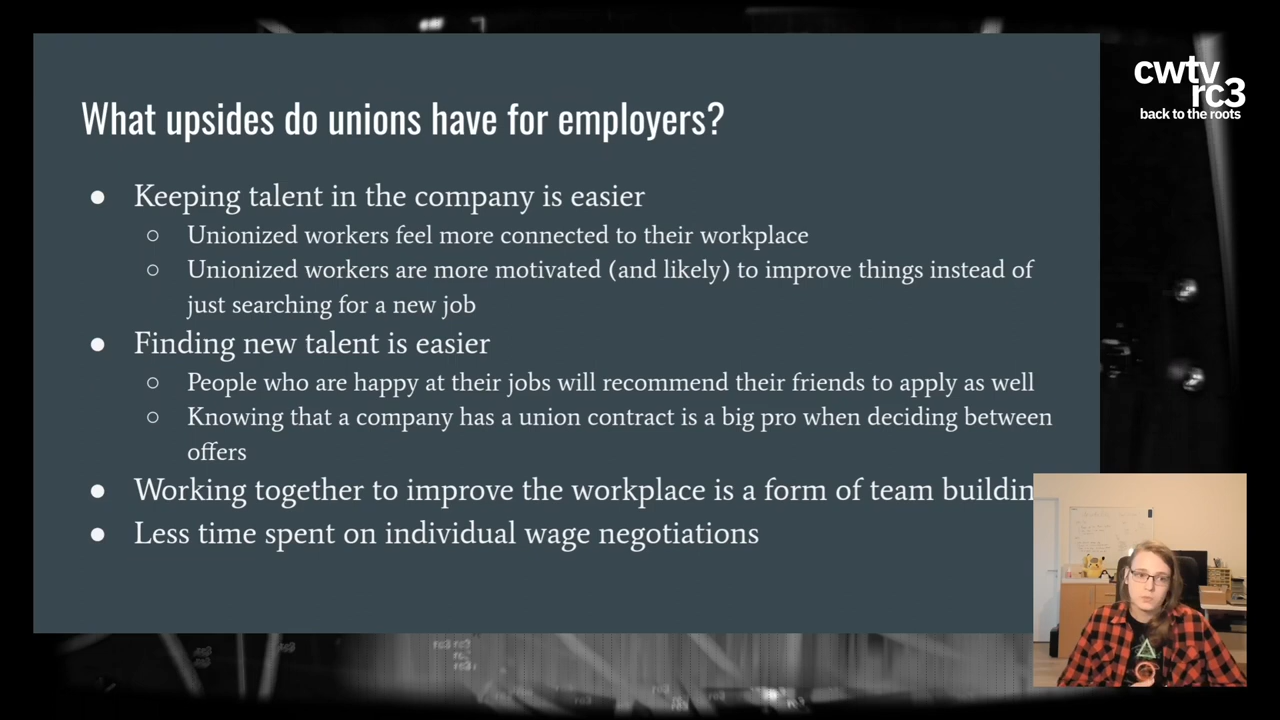 What upsides do unions have for employers?
● Keeping talent in the company is easier
○ Unionized workers feel more connected to their workplace
○ Unionized workers are more motivated (and likely) to improve things instead of
just searching for a new job
● Finding new talent is easier
○ People who are happy at their jobs will recommend their friends to apply as well
○ Knowing that a company has a union contract is a big pro when deciding between
offers
● Working together to improve the workplace is a form of team buildin
● Less time spent on individual wage negotiations
cwtv
rc3
back to the roots